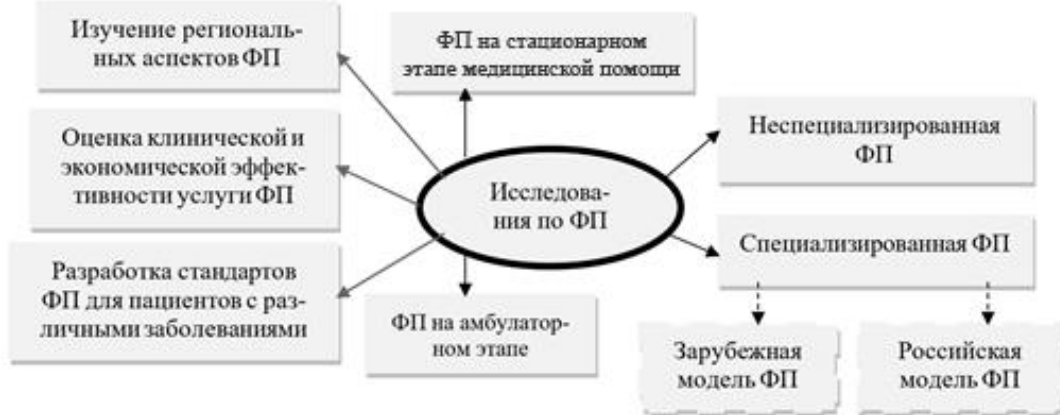 Изучение региональ-
ных аспектов ФП
ФП на стационарном
этапе медицинской помощи
Оценка клинической и
экономической эффек-
тивности услуги ФП
Исследова-
ния по ФП
Неспециализированная
ФП
Специализированная ФП
Разработка стандартов
ФП для пациентов с раз-
личными заболеваниями
ФП на амбулатор-
ном этапе
Зарубежная
модель ФП
Российская
модель ФП